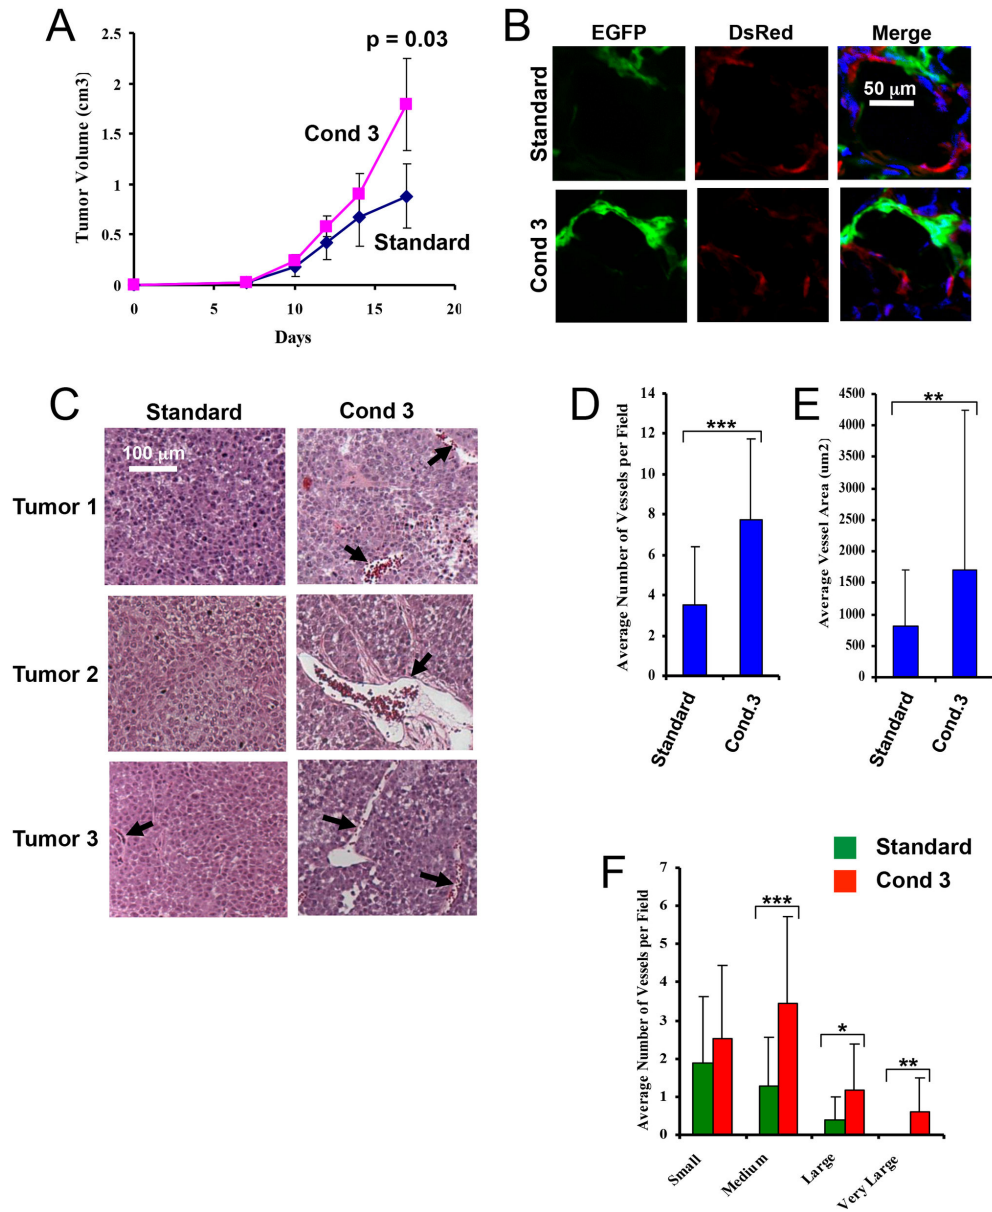 A
p = 0.03
2.5
2
1.5
1
0.5
0
Tumor Volume (cm3)
Cond 3
Standard
0 5 10 15 20
Days
B
EGFP DsRed Merge
Standard
50 µm
Cond 3
C
Standard Cond 3
Tumor 1
100 µm
Tumor 2
Tumor 3
D
14
12
10
8
6
4
2
0
Average Number of Vessels per Field
***
Standard
Cond.3
E
4500
4000
3500
3000
2500
2000
1500
1000
500
0
Average Vessel Area (um2)
**
Standard
Cond.3
F
Standard
Cond 3
7
6
5
4
3
2
1
0
Average Number of Vessels per Field
***
*
**
Small
Medium
Large
Very Large